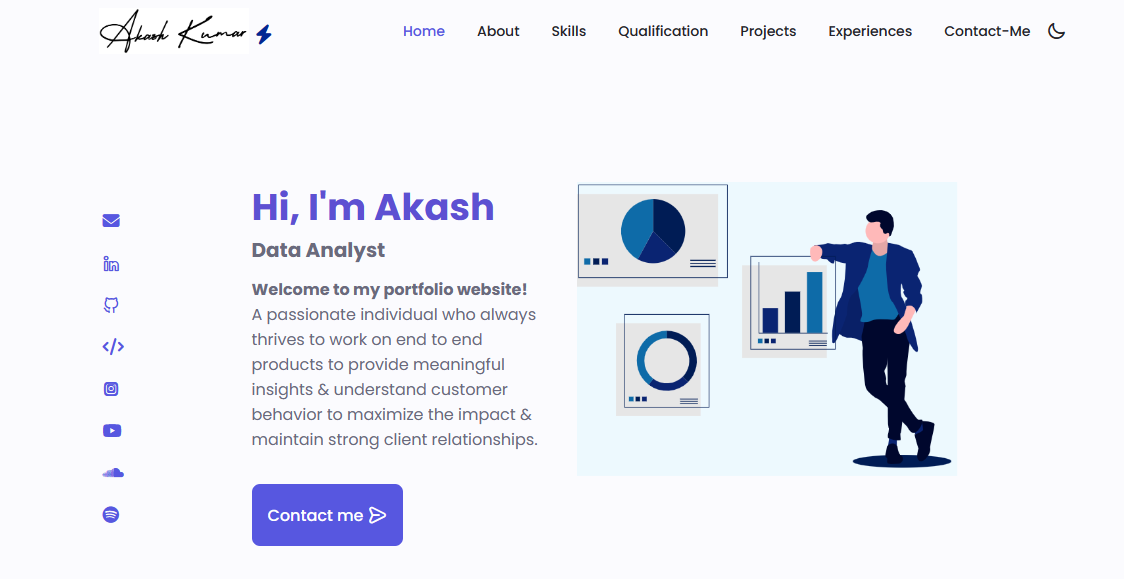 Akash Kumar
Home About Skills Qualification Projects Experiences Contact-Me
Hi, I'm Akash
Data Analyst
Welcome to my portfolio website!
A passionate individual who always
thrives to work on end to end
products to provide meaningful
insights & understand customer
behavior to maximize the impact &
maintain strong client relationships.
Contact me